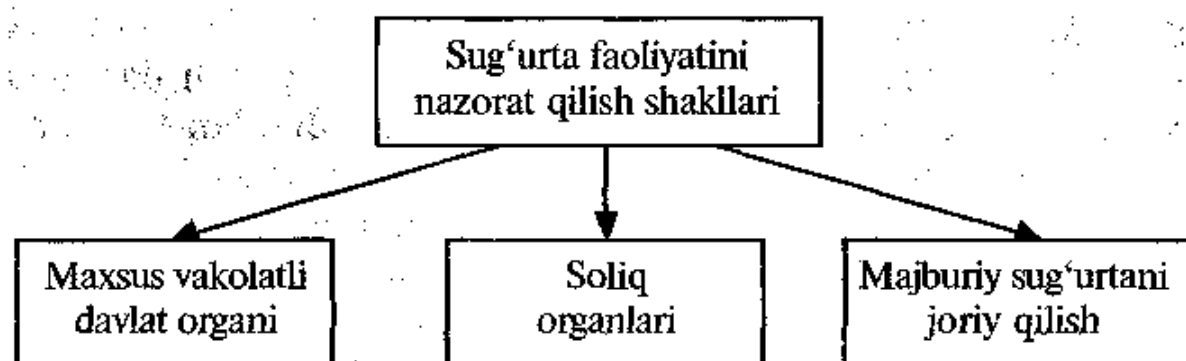 Sug‘urta faoliyatini
nazorat qilish shakllari
Maxsus vakolatli
davlat organi
Soliq
organlari
Majburiy sug‘urtani
joriy qilish